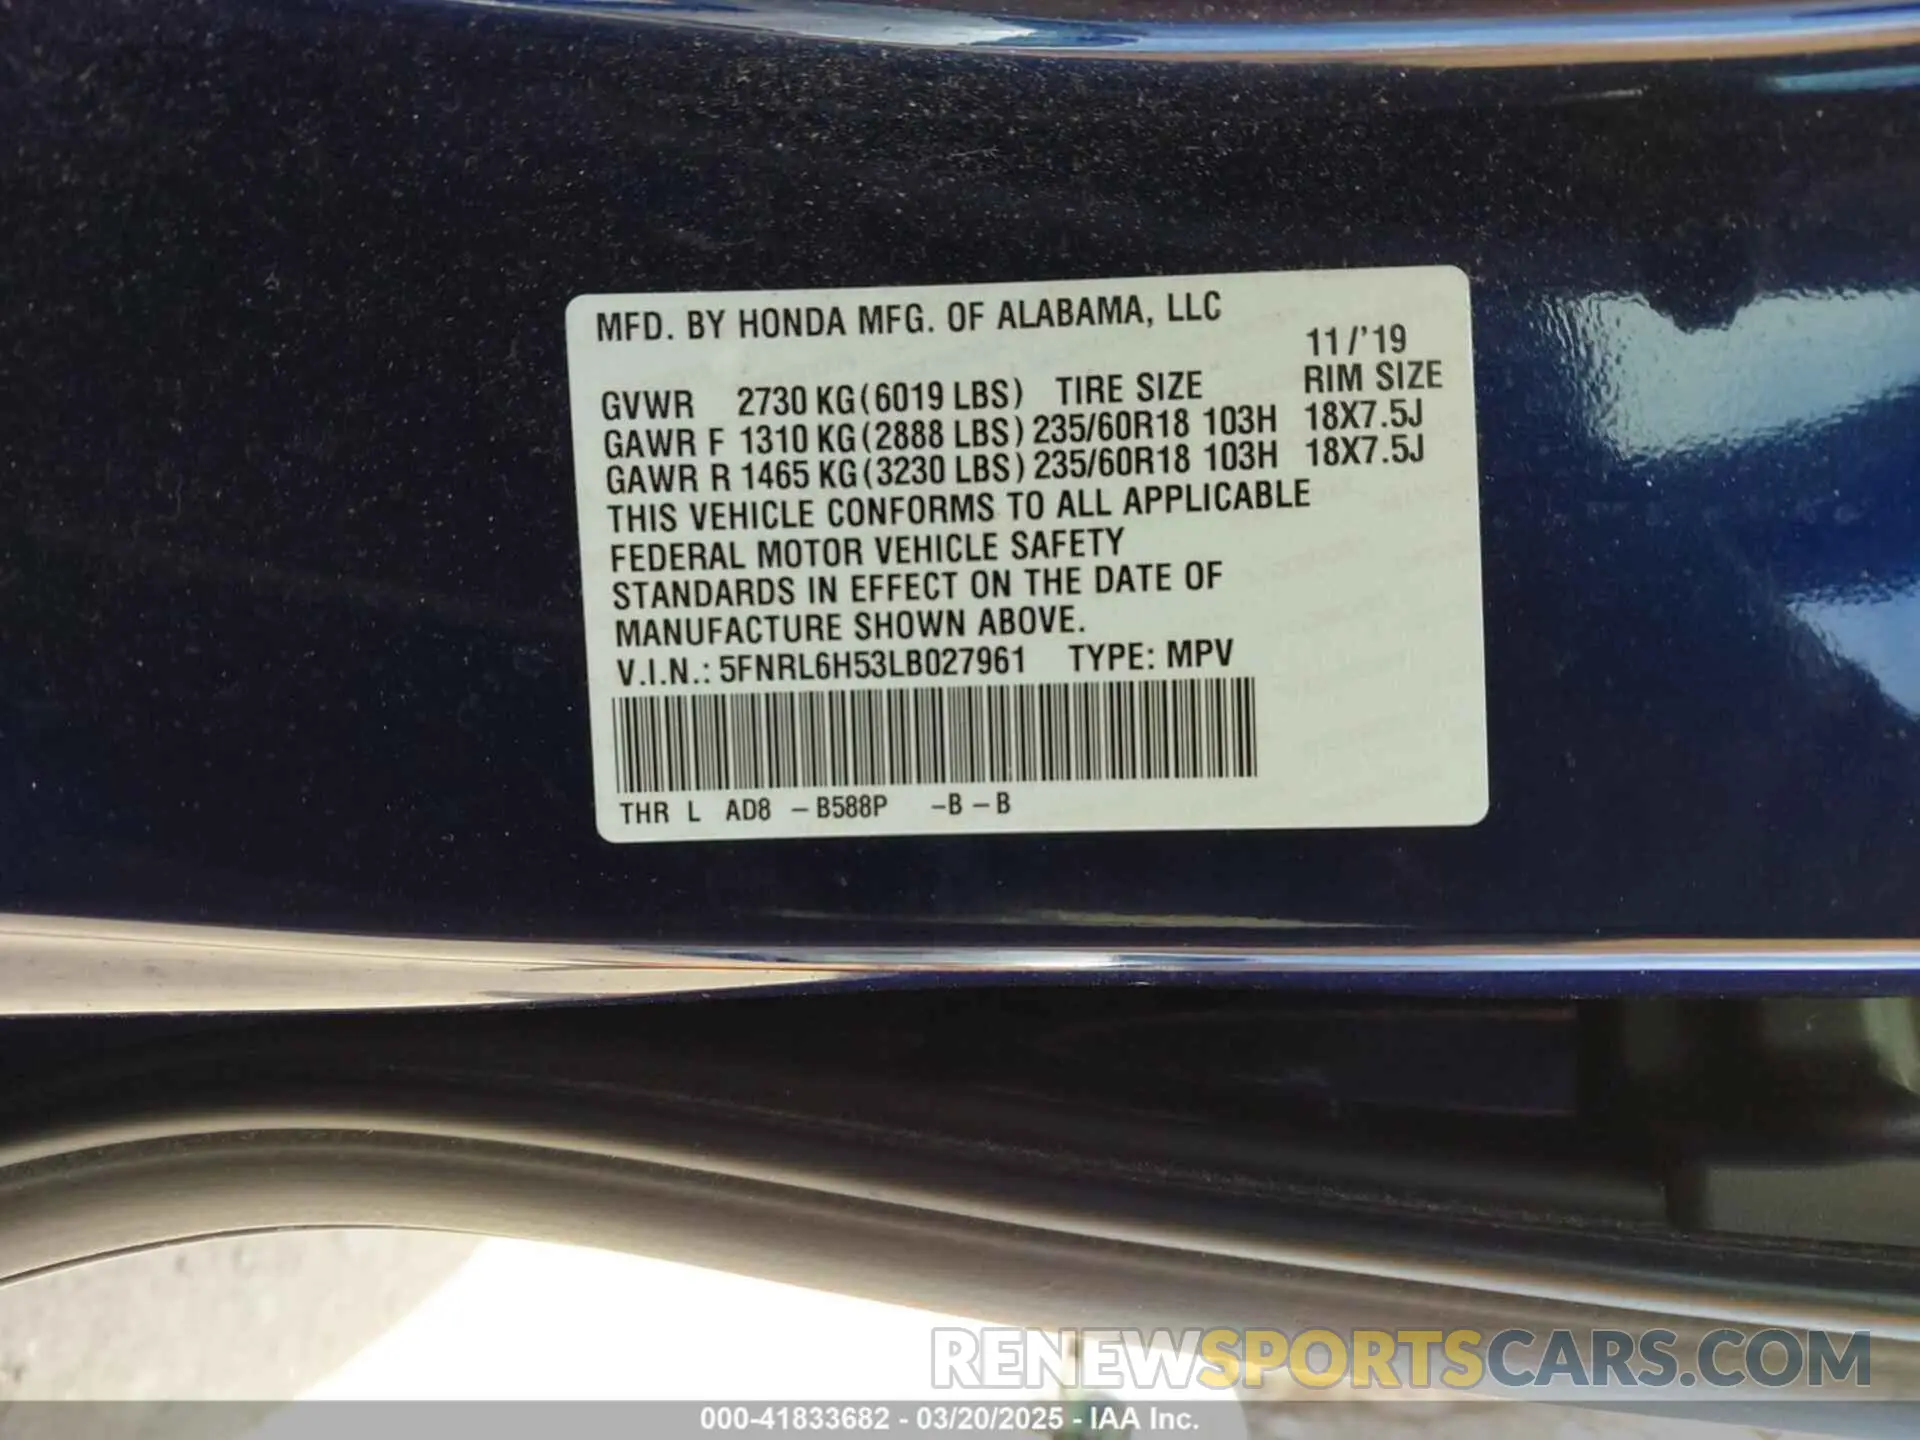 MFD. BY HONDA MFG. OF ALABAMA, LLC
11/'19
GVWR 2730 KG (6019 LBS) TIRE SIZE RIM SIZE
GAWR F 1310 KG (2888 LBS) 235/60R18 103H 18X7.5J
GAWR R 1465 KG (3230 LBS) 235/60R18 103H 18X7.5J
THIS VEHICLE CONFORMS TO ALL APPLICABLE
FEDERAL MOTOR VEHICLE SAFETY
STANDARDS IN EFFECT ON THE DATE OF
MANUFACTURE SHOWN ABOVE.
V.I.N.: 5FNRL6H53LB027961 TYPE: MPV
THR L AD8 – B588P –B – B
RENEWSPORTSCARS.COM
000-41833682 - 03/20/2025 - IAA Inc.